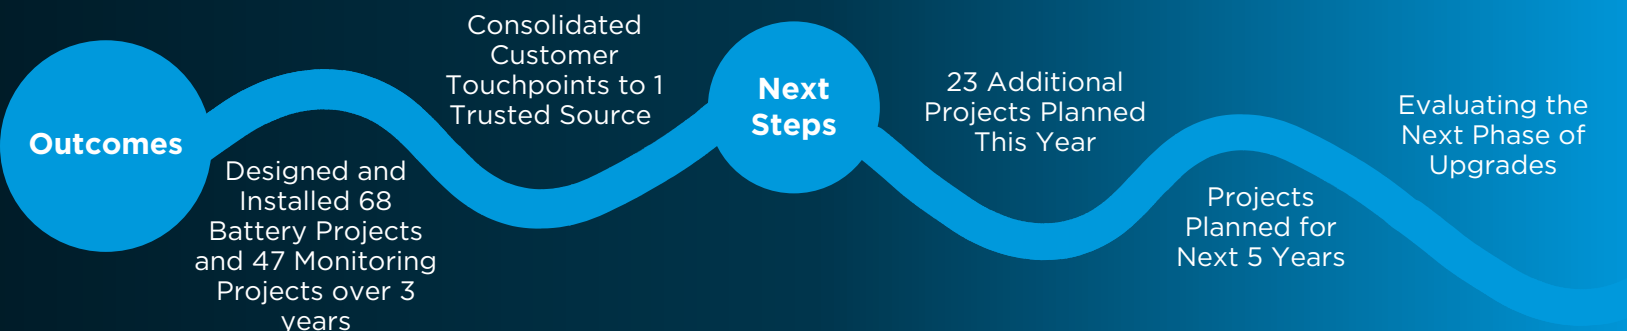 Outcomes
Designed and
Installed 68
Battery Projects
and 47 Monitoring
Projects over 3
years
Consolidated
Customer
Touchpoints to 1
Trusted Source
Next
Steps
23 Additional
Projects Planned
This Year
Projects
Planned for
Next 5 Years
Evaluating the
Next Phase of
Upgrades